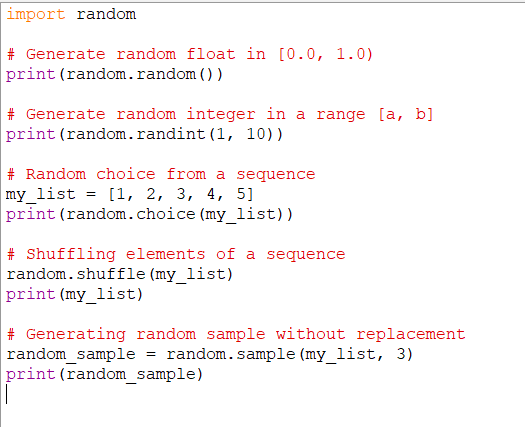 import random
# Generate random float in [0.0, 1.0)
print(random.random())
# Generate random integer in a range [a, b]
print(random.randint(1, 10))
# Random choice from a sequence
my_list = [1, 2, 3, 4, 5]
print(random.choice(my_list))
# Shuffling elements of a sequence
random.shuffle(my_list)
print(my_list)
# Generating random sample without replacement
random_sample = random.sample(my_list, 3)
print(random_sample)